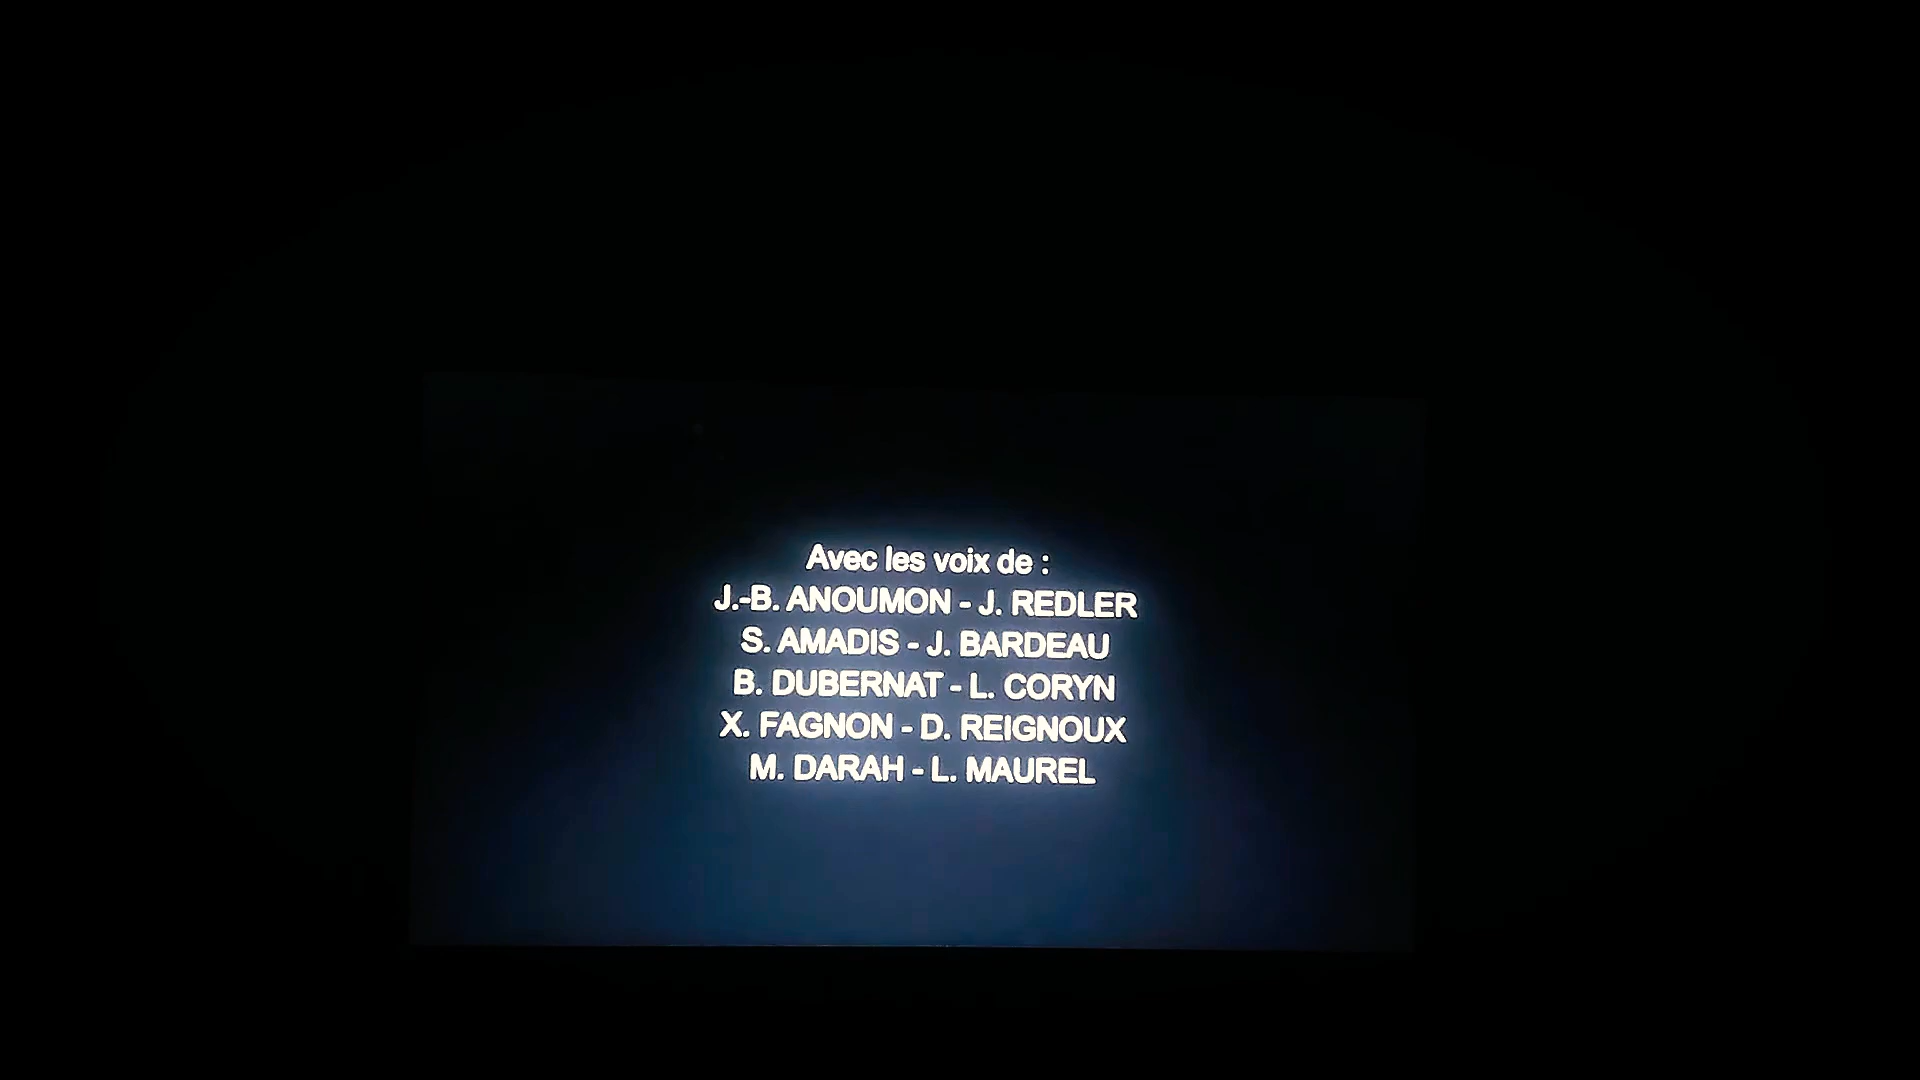 Avec les voix de :
J.-B. ANOUMON - J. REDLER
S. AMADIS - J. BARDEAU
B. DUBERNAT - L. CORYN
X. FAGNON - D. REIGNOUX
M. DARAH - L. MAUREL